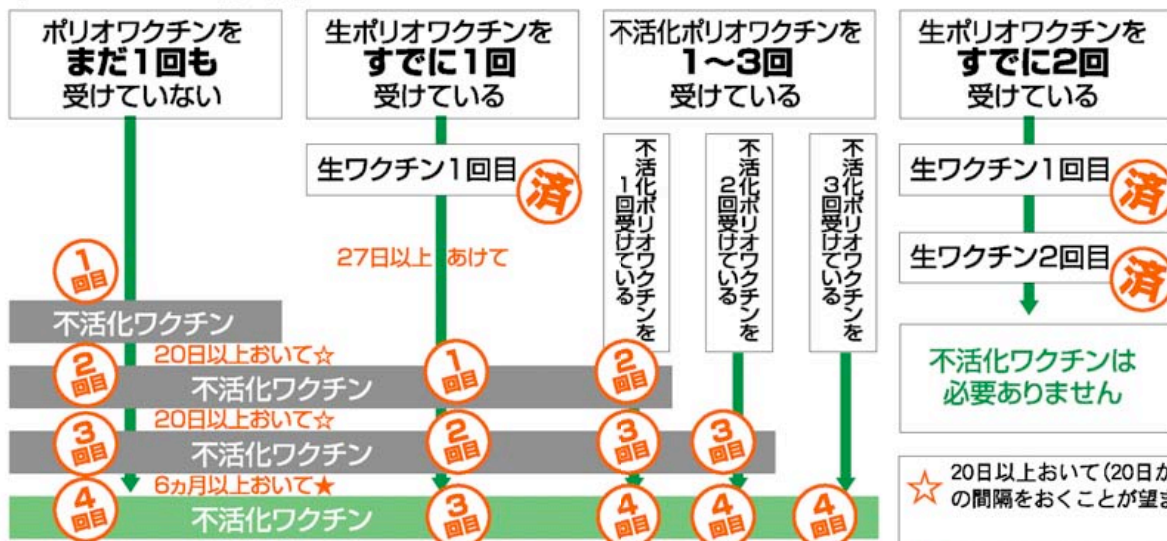 ポリオワクチンを
まだ1回も
受けていない
生ポリオワクチンを
すでに1回
受けている
不活化ポリオワクチンを
1〜3回
受けている
生ポリオワクチンを
すでに2回
受けている
生ワクチン1回目
済
27日以上 あけて
不活化ポリオワクチンを
1回受けている
不活化ポリオワクチンを
2回受けている
不活化ポリオワクチンを
3回受けている
生ワクチン1回目
済
生ワクチン2回目
済
不活化ワクチンは
必要ありません
1回目
不活化ワクチン
20日以上おいて☆
2回目
不活化ワクチン
1回目
2回目
20日以上おいて☆
3回目
不活化ワクチン
2回目
3回目
3回目
6ヵ月以上おいて★
4回目
不活化ワクチン
3回目
4回目
4回目
4回目
☆ 20日以上おいて(20日か
の間隔をおくことが望ま